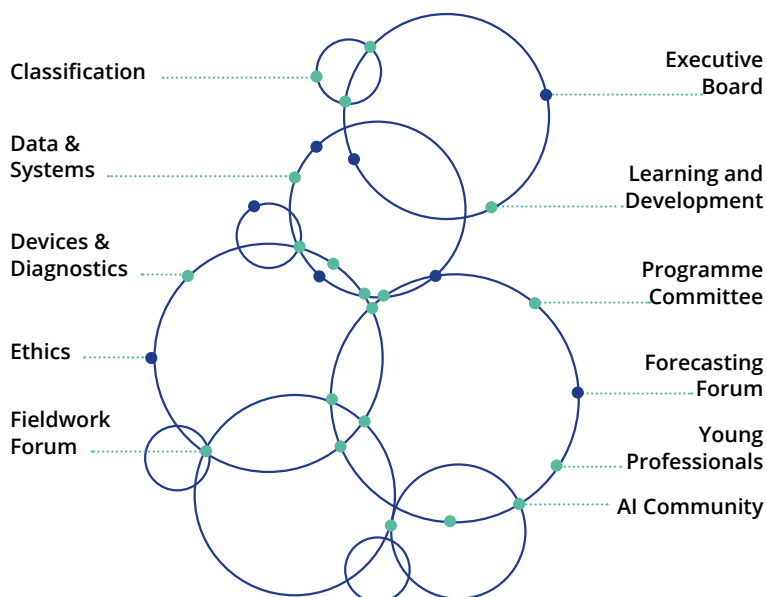 Classification
Data &
Systems
Devices &
Diagnostics
Ethics
Fieldwork
Forum
Executive
Board
Learning and
Development
Programme
Committee
Forecasting
Forum
Young
Professionals
AI Community